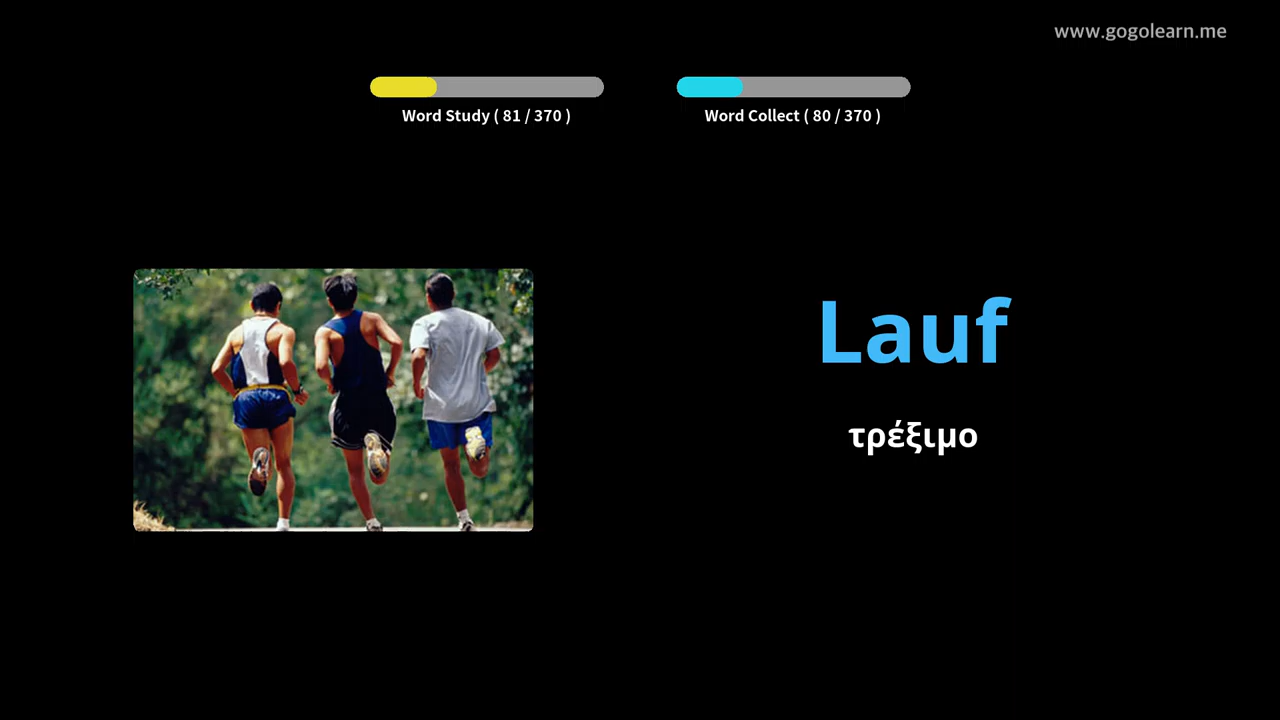 www.gogolearn.me
Word Study ( 81 / 370 )
Word Collect ( 80 / 370 )
Lauf
τρέξιμο